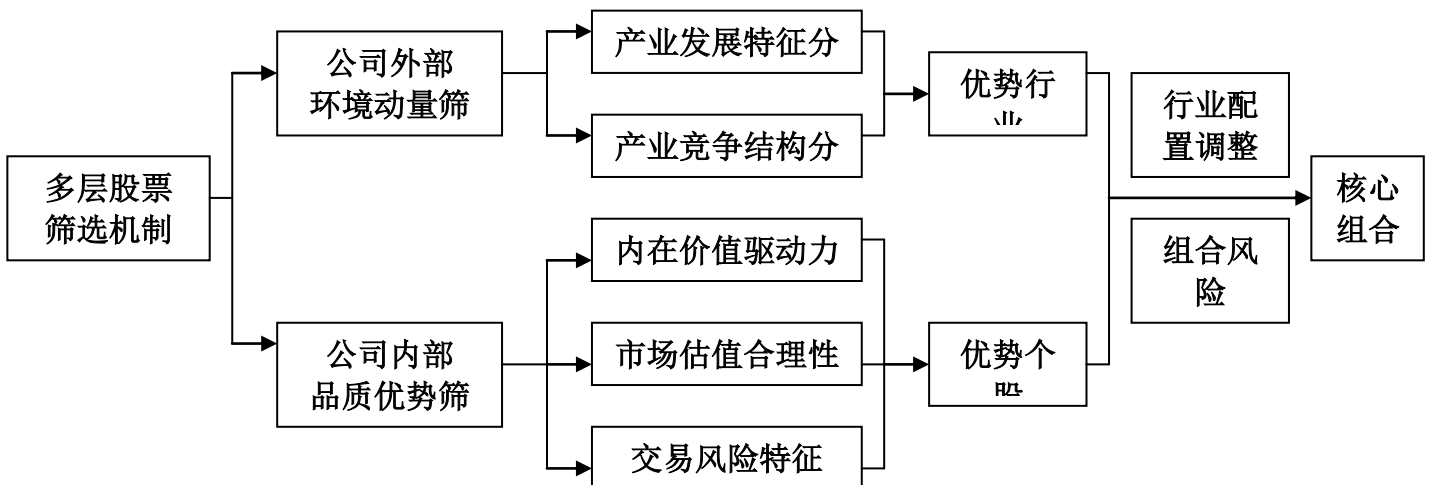 多层股票
筛选机制
公司外部
环境动量筛
产业发展特征分
产业竞争结构分
优势行
公司内部
品质优势筛
内在价值驱动力
市场估值合理性
交易风险特征
优势个
行业配
置调整
组合风
险
核心
组合